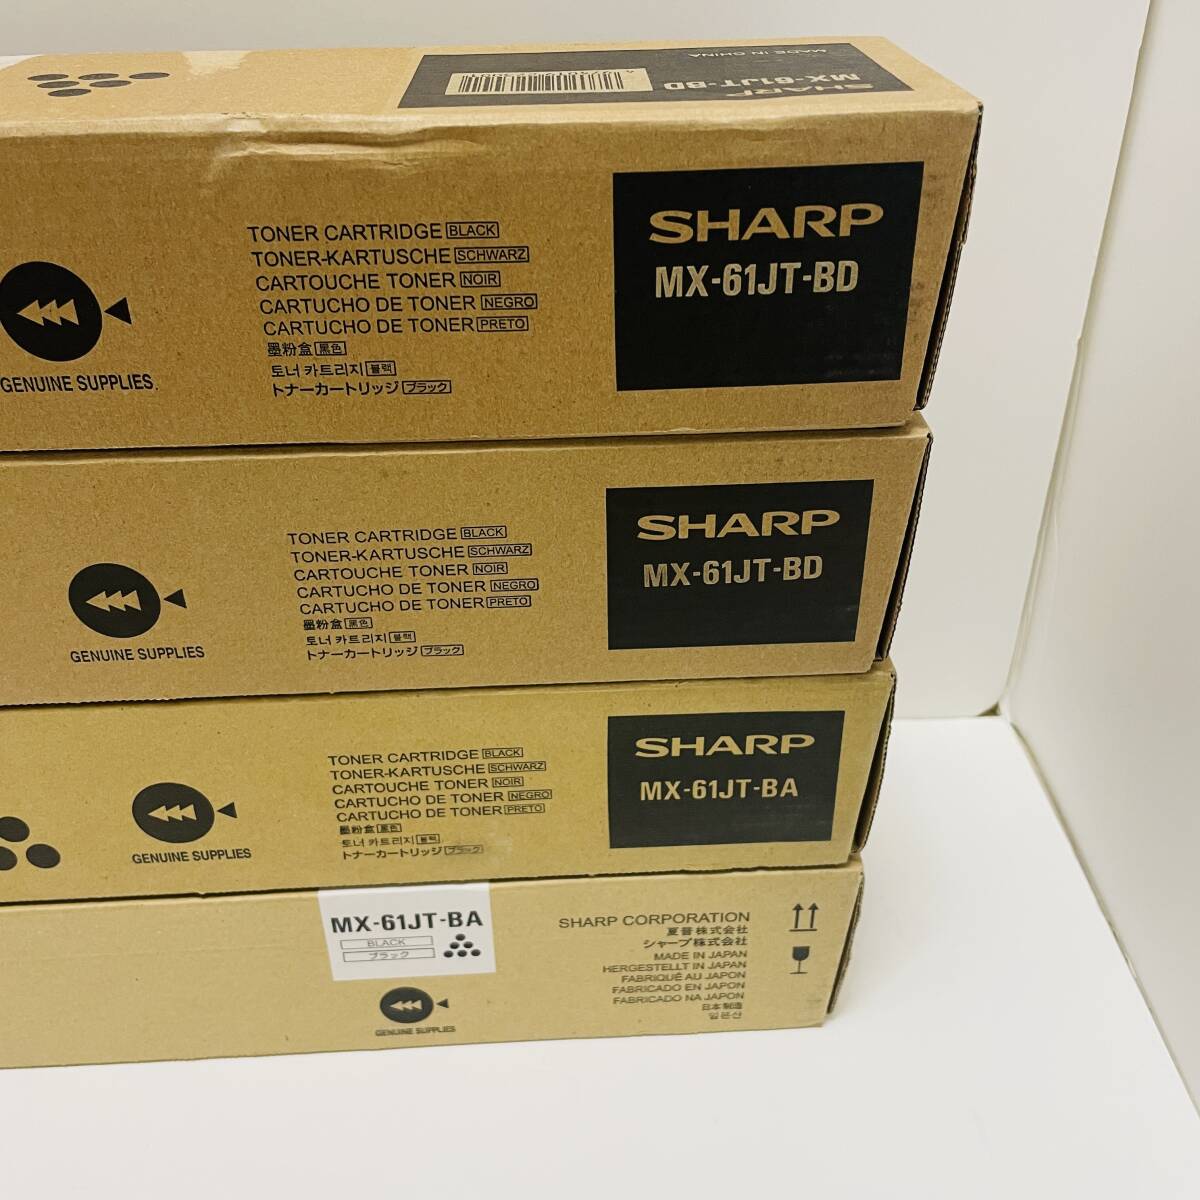 MADE IN CHINA
SHARP
MX-61JT-BD
TONER CARTRIDGE BLACK
TONER-KARTUSCHE SCHWARZ
CARTOUCHE TONER NOIR
CARTUCHO DE TONER NEGRO
CARTUCHO DE TONER PRETO
墨粉盒 黑色
토너 카트리지 블랙
トナーカートリッジ ブラック
GENUINE SUPPLIES
SHARP
MX-61JT-BD
TONER CARTRIDGE BLACK
TONER-KARTUSCHE SCHWARZ
CARTOUCHE TONER NOIR
CARTUCHO DE TONER NEGRO
CARTUCHO DE TONER PRETO
墨粉盒 黑色
토너 카트리지 블랙
トナーカートリッジ ブラック
GENUINE SUPPLIES
SHARP
MX-61JT-BD
TONER CARTRIDGE BLACK
TONER-KARTUSCHE SCHWARZ
CARTOUCHE TONER NOIR
CARTUCHO DE TONER NEGRO
CARTUCHO DE TONER PRETO
墨粉盒 黑色
토너 카트리지 블랙
トナーカートリッジ ブラック
GENUINE SUPPLIES
SHARP
MX-61JT-BA
MX-61JT-BA
BLACK
ブラック
GENUINE SUPPLIES
SHARP CORPORATION
夏普株式会社
シャープ株式会社
MADE IN JAPAN
HERGESTELLT IN JAPAN
FABRIQUÉ AU JAPON
FABRICADO EN JAPON
FABRICADO NA JAPON
日本制造
일본산